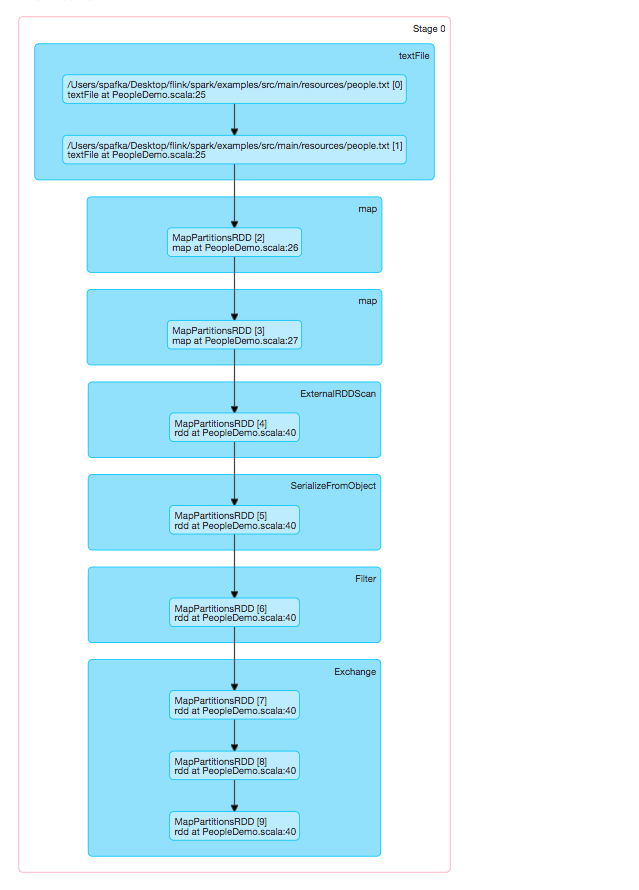 Stage 0
textFile
/Users/spafka/Desktop/flink/spark/examples/src/main/resources/people.txt [0]
textFile at PeopleDemo.scala:25
/Users/spafka/Desktop/flink/spark/examples/src/main/resources/people.txt [1]
textFile at PeopleDemo.scala:25
map
MapPartitionsRDD [2]
map at PeopleDemo.scala:26
map
MapPartitionsRDD [3]
map at PeopleDemo.scala:27
ExternalRDDScan
MapPartitionsRDD [4]
rdd at PeopleDemo.scala:40
SerializeFromObject
MapPartitionsRDD [5]
rdd at PeopleDemo.scala:40
Filter
MapPartitionsRDD [6]
rdd at PeopleDemo.scala:40
Exchange
MapPartitionsRDD [7]
rdd at PeopleDemo.scala:40
MapPartitionsRDD [8]
rdd at PeopleDemo.scala:40
MapPartitionsRDD [9]
rdd at PeopleDemo.scala:40